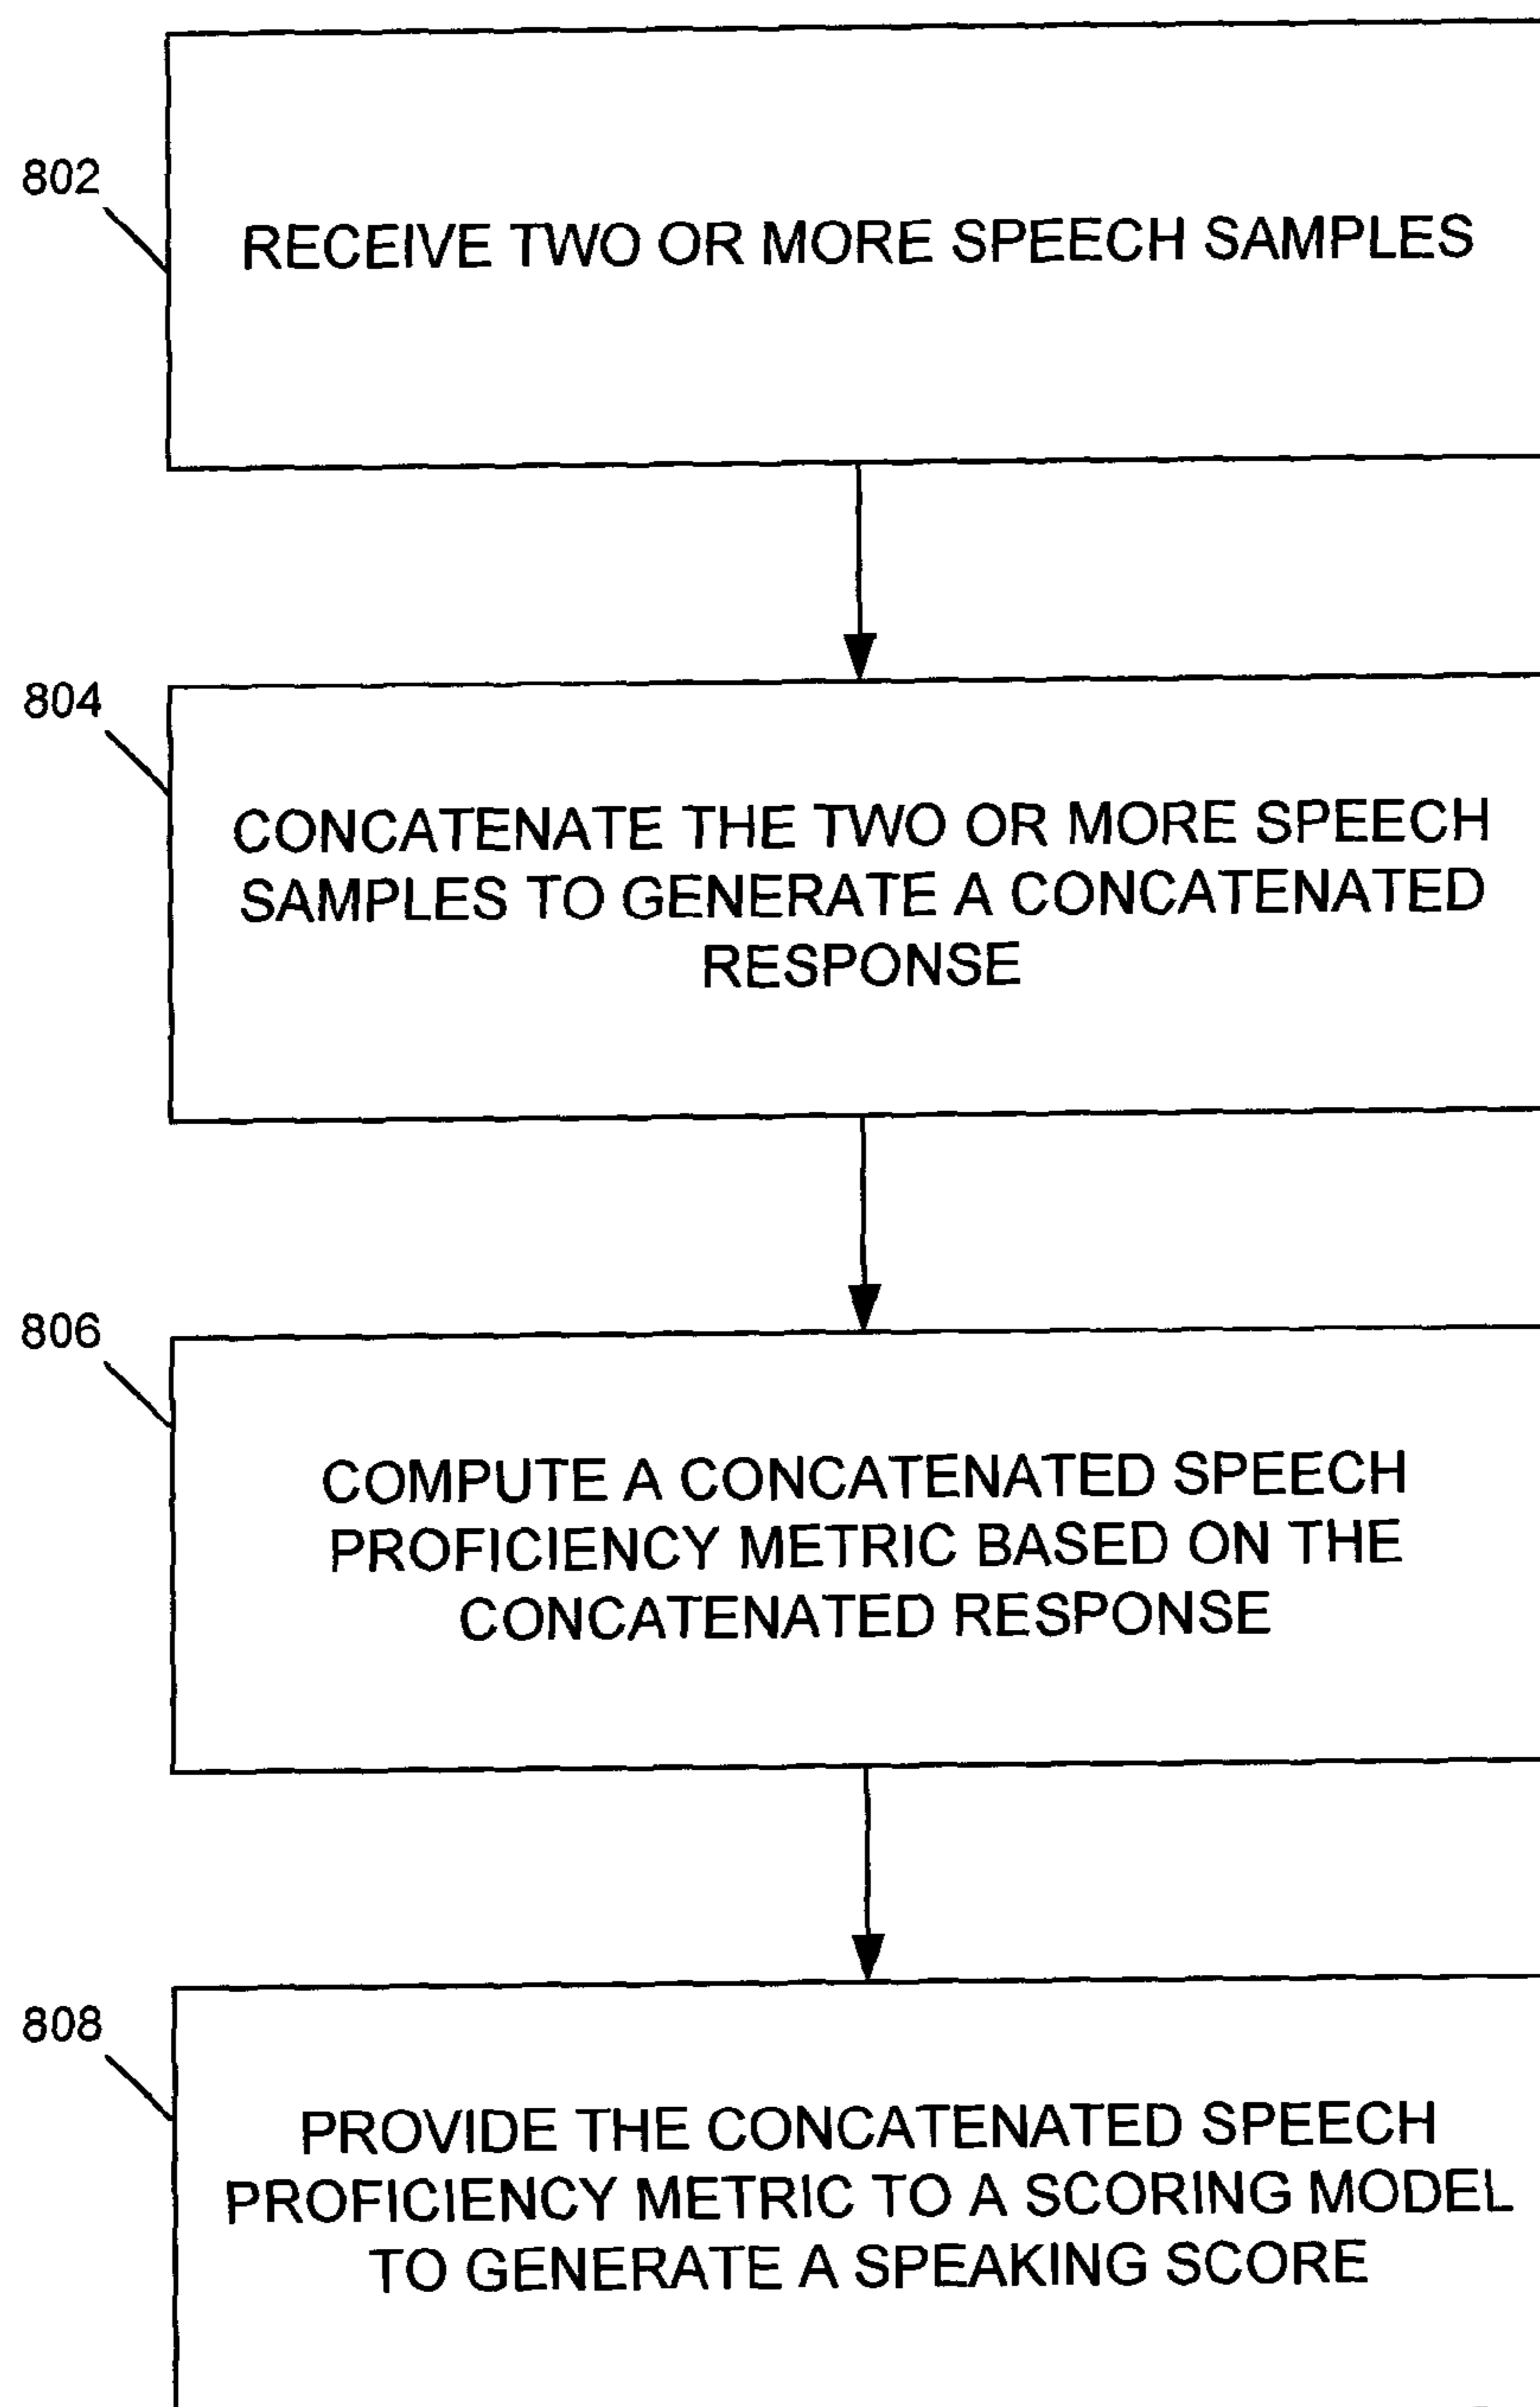 802
RECEIVE TWO OR MORE SPEECH SAMPLES
804
CONCATENATE THE TWO OR MORE SPEECH
SAMPLES TO GENERATE A CONCATENATED
RESPONSE
806
COMPUTE A CONCATENATED SPEECH
PROFICIENCY METRIC BASED ON THE
CONCATENATED RESPONSE
808
PROVIDE THE CONCATENATED SPEECH
PROFICIENCY METRIC TO A SCORING MODEL
TO GENERATE A SPEAKING SCORE